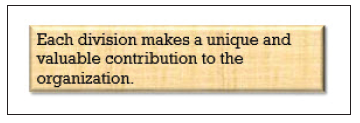 Each division makes a unique and
valuable contribution to the
organization.